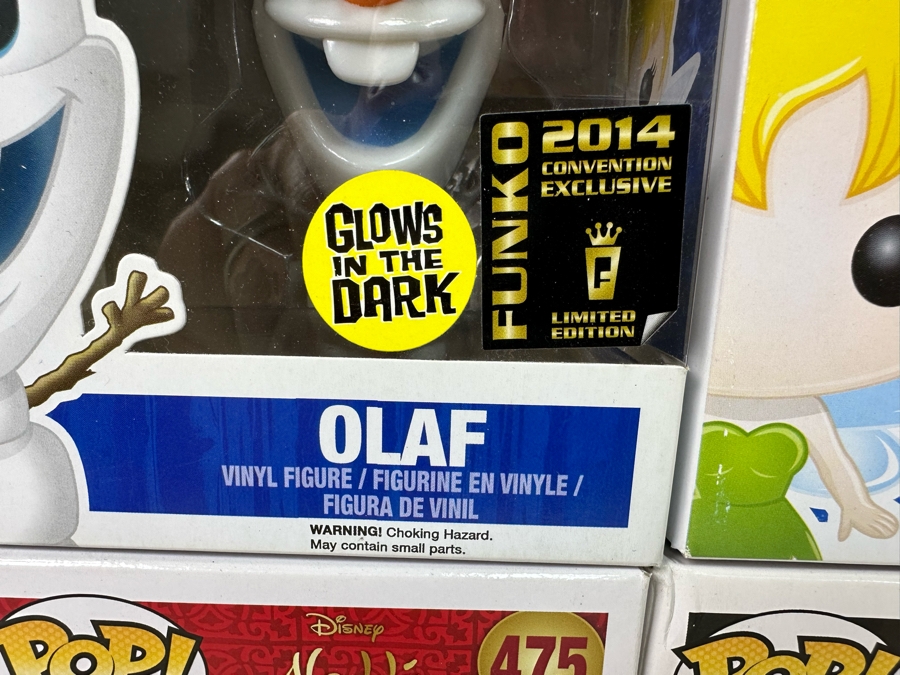 GLOWS
IN THE
DARK
FUNKO
2014
CONVENTION
EXCLUSIVE
F
LIMITED
EDITION
OLAF
VINYL FIGURE / FIGURINE EN VINYLE /
FIGURA DE VINIL
WARNING! Choking Hazard.
May contain small parts.
POP!
DISNEY
475
POP!